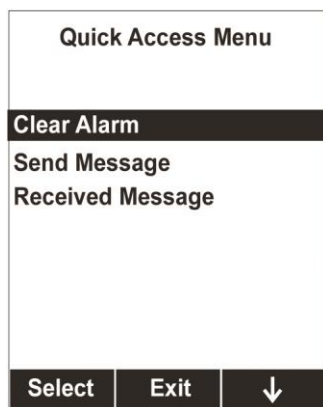 Quick Access Menu
Clear Alarm
Send Message
Received Message
Select Exit ↓